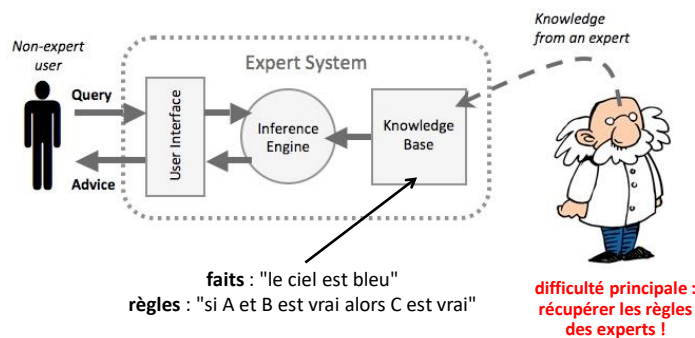 Non-expert
user
Knowledge
from an expert
Expert System
Query
Advice
User Interface
Inference
Engine
Knowledge
Base
faits : "le ciel est bleu"
règles : "si A et B est vrai alors C est vrai"
difficulté principale :
récupérer les règles
des experts !